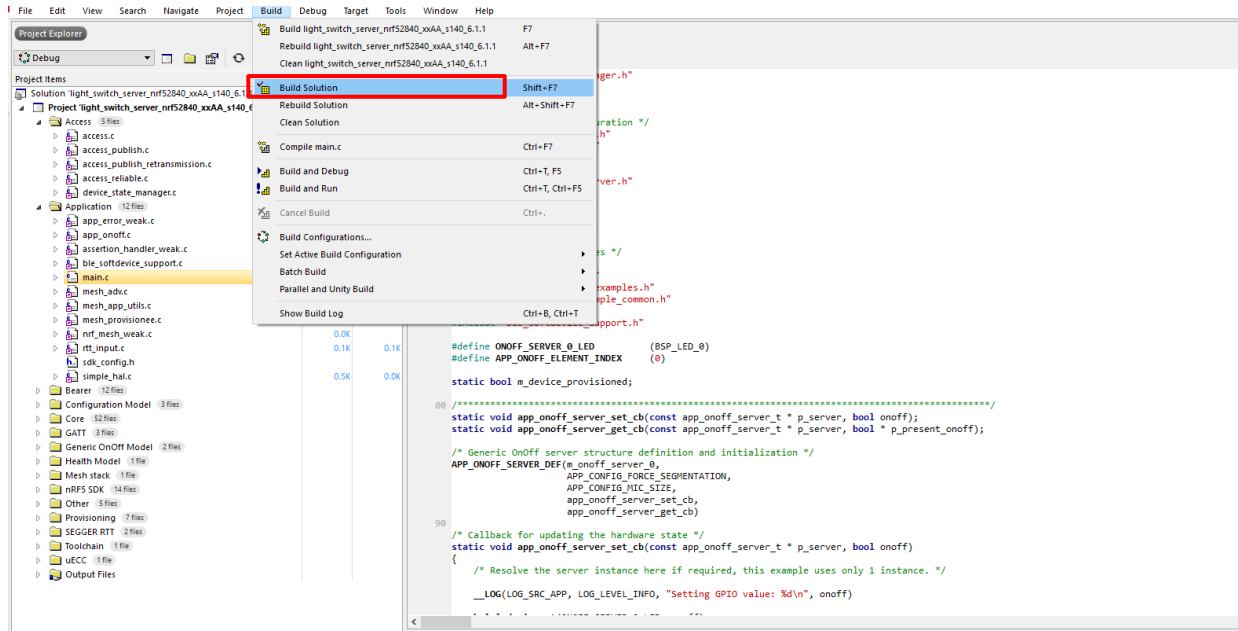 File Edit View Search Navigate Project Build Debug Target Tools Window Help
Project Explorer
Debug
Project Items
Solution 'light_switch_server_nrf52840_xxAA_s140_6.1.
Project 'light_switch_server_nrf52840_xxAA_s140_6
Access 5 files
access.c
access_publish.c
access_publish_retransmission.c
access_reliable.c
device_state_manager.c
Application 12 files
app_error_weak.c
app_onoff.c
assertion_handler_weak.c
ble_softdevice_support.c
main.c
mesh_adv.c
mesh_app_utils.c
mesh_provisionee.c
nrf_mesh_weak.c 0.0K
rtt_input.c 0.1K 0.1K
sdk_config.h
simple_hal.c 0.5K 0.0K
Bearer 12 files
Configuration Model 3 files
Core 52 files
GATT 3 files
Generic OnOff Model 2 files
Health Model 1 file
Mesh stack 1 file
nRF5 SDK 14 files
Other 5 files
Provisioning 7 files
SEGGER RTT 2 files
Toolchain 1 file
uECC 1 file
Output Files
Build light_switch_server_nrf52840_xxAA_s140_6.1.1 F7
Rebuild light_switch_server_nrf52840_xxAA_s140_6.1.1 Alt+F7
Clean light_switch_server_nrf52840_xxAA_s140_6.1.1
Build Solution Shift+F7
Rebuild Solution Alt+Shift+F7
Clean Solution
Compile main.c Ctrl+F7
Build and Debug Ctrl+T, F5
Build and Run Ctrl+T, Ctrl+F5
Cancel Build Ctrl+.
Build Configurations...
Set Active Build Configuration
Batch Build
Parallel and Unity Build
Show Build Log Ctrl+B, Ctrl+T
ager.h"
uration */
.h"
rver.h"
es */
examples.h"
mple_common.h"
pport.h"
#define ONOFF_SERVER_0_LED (BSP_LED_0)
#define APP_ONOFF_ELEMENT_INDEX (0)
static bool m_device_provisioned;
80 /*************************************************************************************************/
static void app_onoff_server_set_cb(const app_onoff_server_t * p_server, bool onoff);
static void app_onoff_server_get_cb(const app_onoff_server_t * p_server, bool * p_present_onoff);
/* Generic OnOff server structure definition and initialization */
APP_ONOFF_SERVER_DEF(m_onoff_server_0,
APP_CONFIG_FORCE_SEGMENTATION,
APP_CONFIG_MIC_SIZE,
app_onoff_server_set_cb,
app_onoff_server_get_cb)
90
/* Callback for updating the hardware state */
static void app_onoff_server_set_cb(const app_onoff_server_t * p_server, bool onoff)
{
/* Resolve the server instance here if required, this example uses only 1 instance. */
__LOG(LOG_SRC_APP, LOG_LEVEL_INFO, "Setting GPIO value: %d\n", onoff)